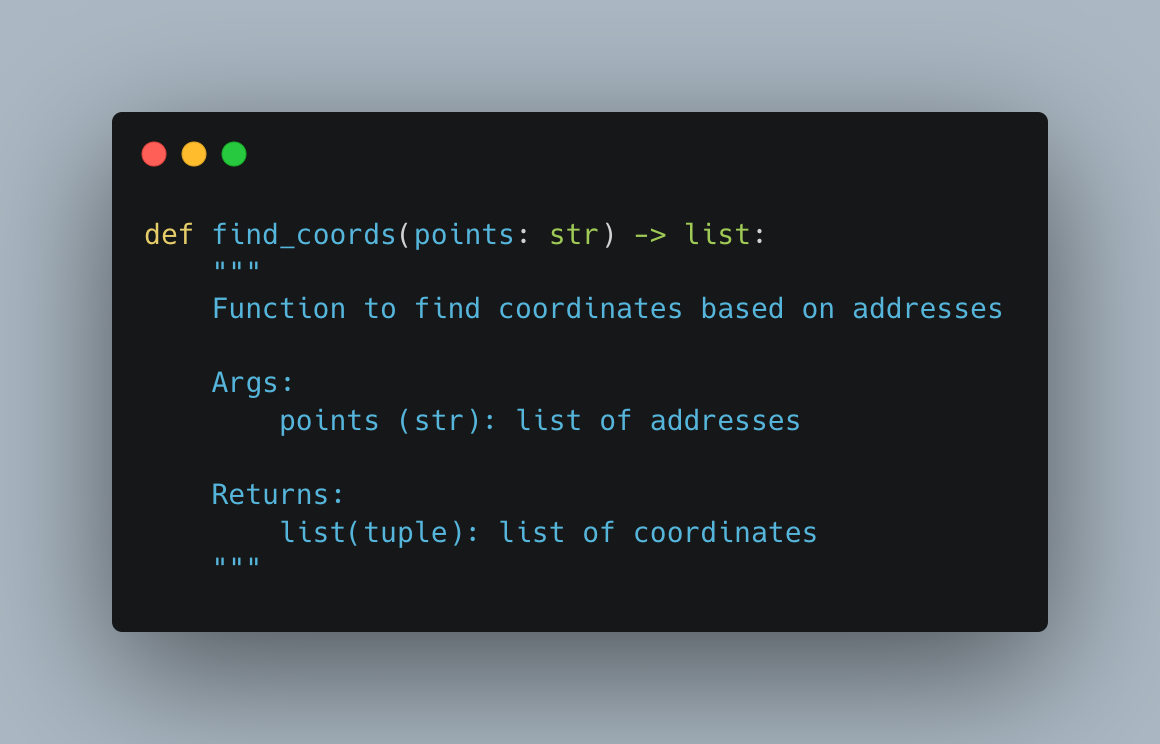 def find_coords(points: str) -> list:
    """
    Function to find coordinates based on addresses

    Args:
        points (str): list of addresses

    Returns:
        list(tuple): list of coordinates
    """